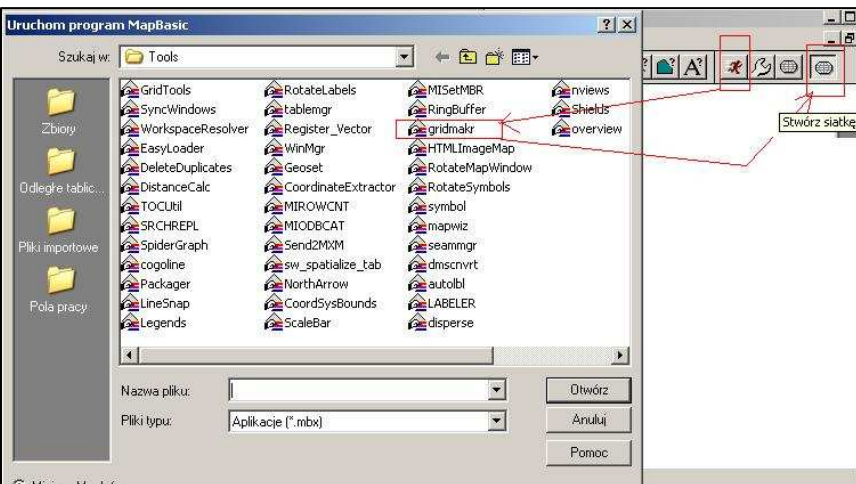 Uruchom program MapBasic
Szukaj w: Tools
Zbiory
Odległe tablic...
Pliki importowe
Pola pracy
GridTools
SyncWindows
WorkspaceResolver
EasyLoader
DeleteDuplicates
DistanceCalc
TOCUtil
SRCHREPL
SpiderGraph
cogoline
Packager
LineSnap
Legends
RotateLabels
tablemgr
Register_Vector
WinMgr
Geoset
CoordinateExtractor
MIROWCNT
MIODBCAT
Send2MXM
sw_spatialize_tab
NorthArrow
CoordSysBounds
ScaleBar
MISetMBR
RingBuffer
gridmakr
HTMLImageMap
RotateMapWindow
RotateSymbols
symbol
mapwiz
seammgr
dmscnvrt
autolbl
LABELER
disperse
nviews
Shields
overview
Nazwa pliku:
Otwórz
Pliki typu: Aplikacje (*.mbx)
Anuluj
Pomoc
A?
Stwórz siatkę